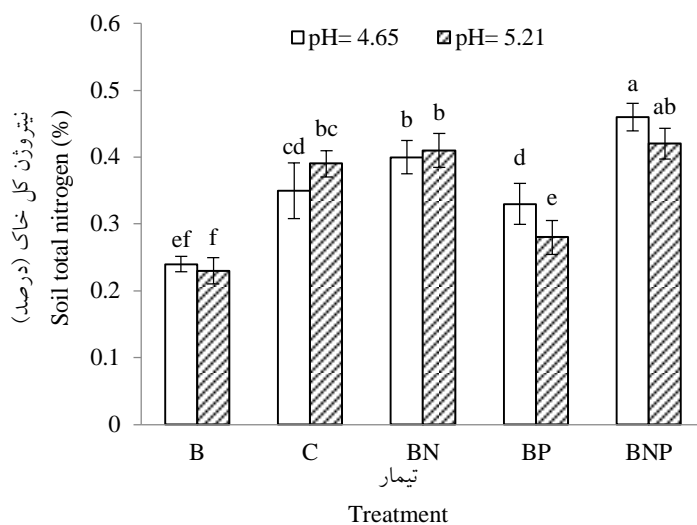 0.6
pH= 4.65 pH= 5.21
0.5
0.4
0.3
0.2
0.1
0
ef f cd bc b b d e a ab
B C BN BP BNP
تیمار
Treatment
نیتروژن کل خاک (درصد)
Soil total nitrogen (%)